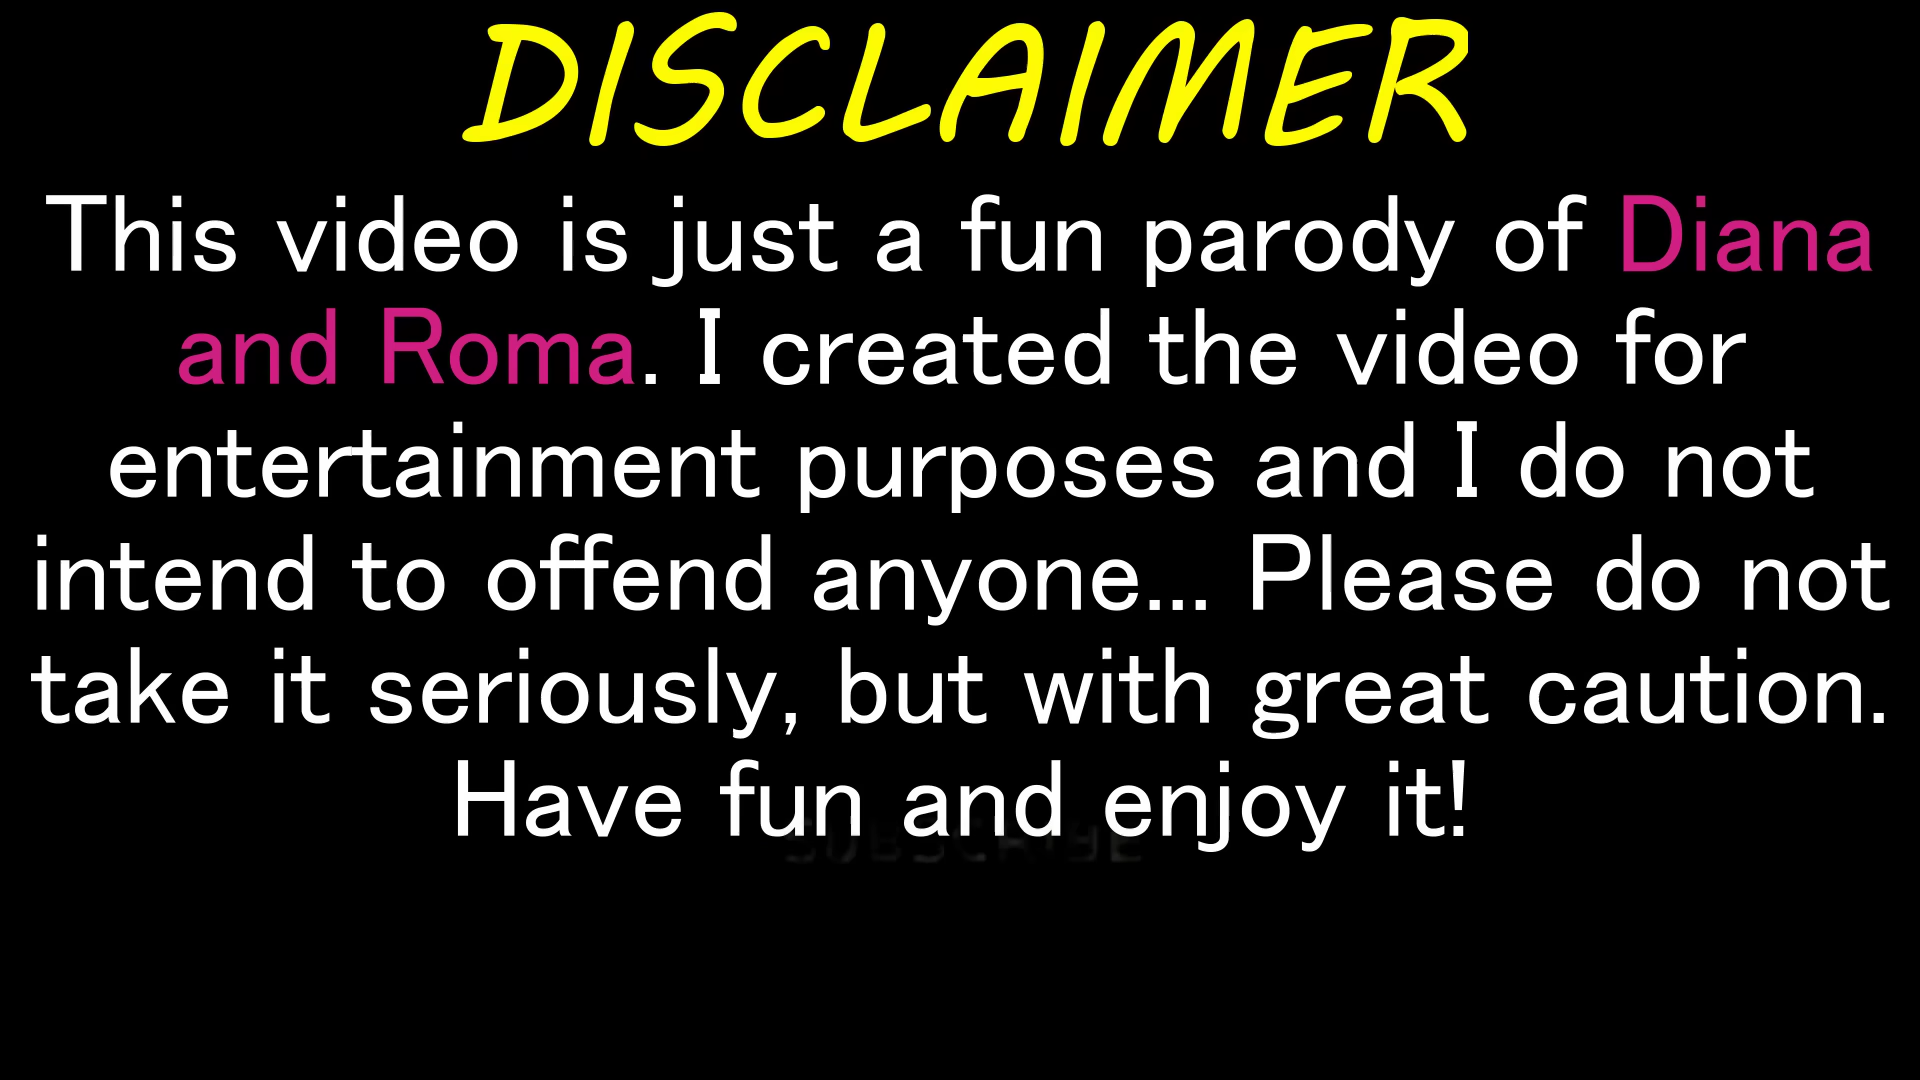 DISCLAIMER
This video is just a fun parody of Diana
and Roma. I created the video for
entertainment purposes and I do not
intend to offend anyone... Please do not
take it seriously, but with great caution.
Have fun and enjoy it!
SUBSCRIBE